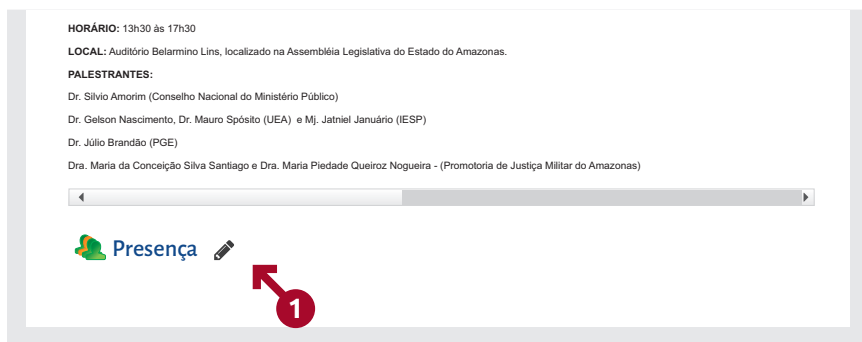 HORÁRIO: 13h30 às 17h30
LOCAL: Auditório Belarmino Lins, localizado na Assembléia Legislativa do Estado do Amazonas.
PALESTRANTES:
Dr. Silvio Amorim (Conselho Nacional do Ministério Público)
Dr. Gelson Nascimento, Dr. Mauro Spósito (UEA) e Mj. Jatniel Januário (IESP)
Dr. Júlio Brandão (PGE)
Dra. Maria da Conceição Silva Santiago e Dra. Maria Piedade Queiroz Nogueira - (Promotoria de Justiça Militar do Amazonas)
Presença
1